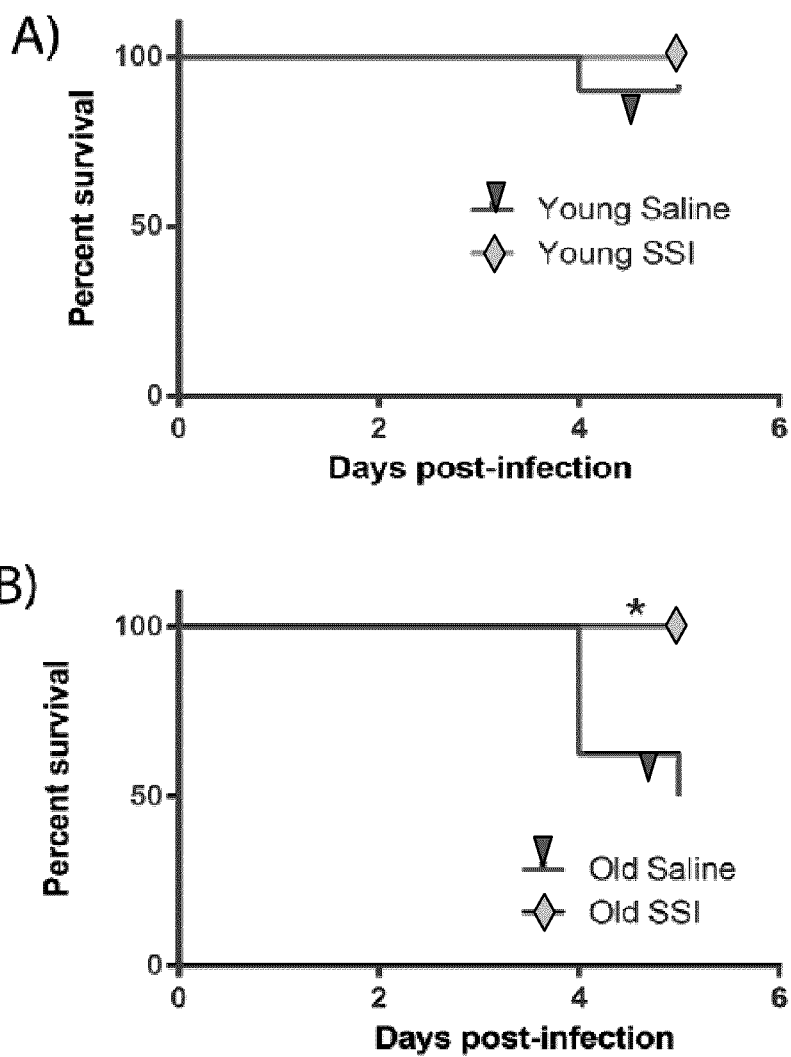 A)
Percent survival
100
50
0
Young Saline
Young SSI
0 2 4 6
Days post-infection
B)
Percent survival
100
50
0
*
Old Saline
Old SSI
0 2 4 6
Days post-infection